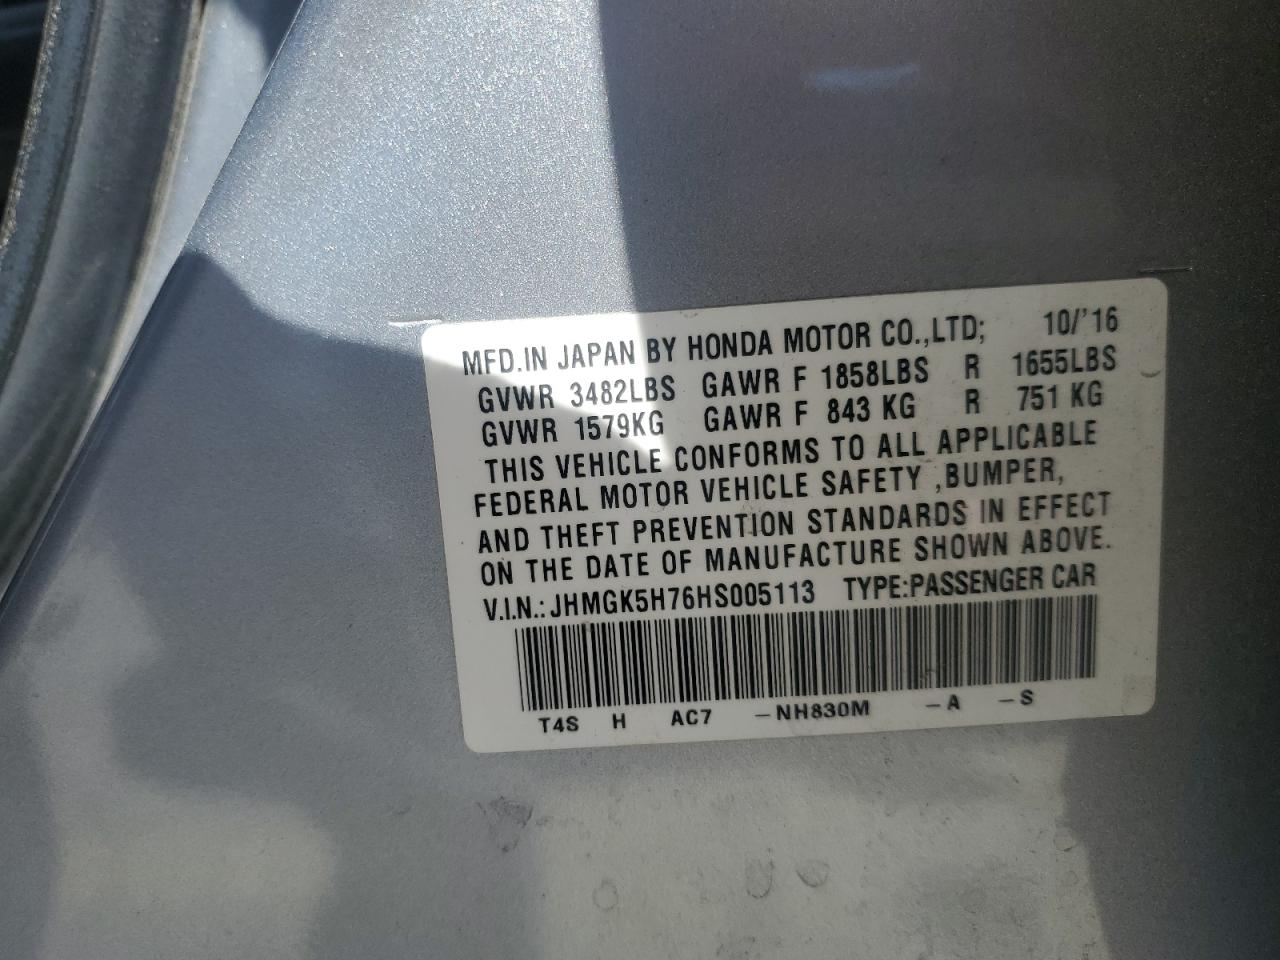 MFD.IN JAPAN BY HONDA MOTOR CO.,LTD; 10/'16
GVWR 3482LBS GAWR F 1858LBS R 1655LBS
GVWR 1579KG GAWR F 843 KG R 751 KG
THIS VEHICLE CONFORMS TO ALL APPLICABLE
FEDERAL MOTOR VEHICLE SAFETY ,BUMPER,
AND THEFT PREVENTION STANDARDS IN EFFECT
ON THE DATE OF MANUFACTURE SHOWN ABOVE.
V.I.N.: JHMGK5H76HS005113 TYPE:PASSENGER CAR
T4S H AC7 –NH830M –A –S